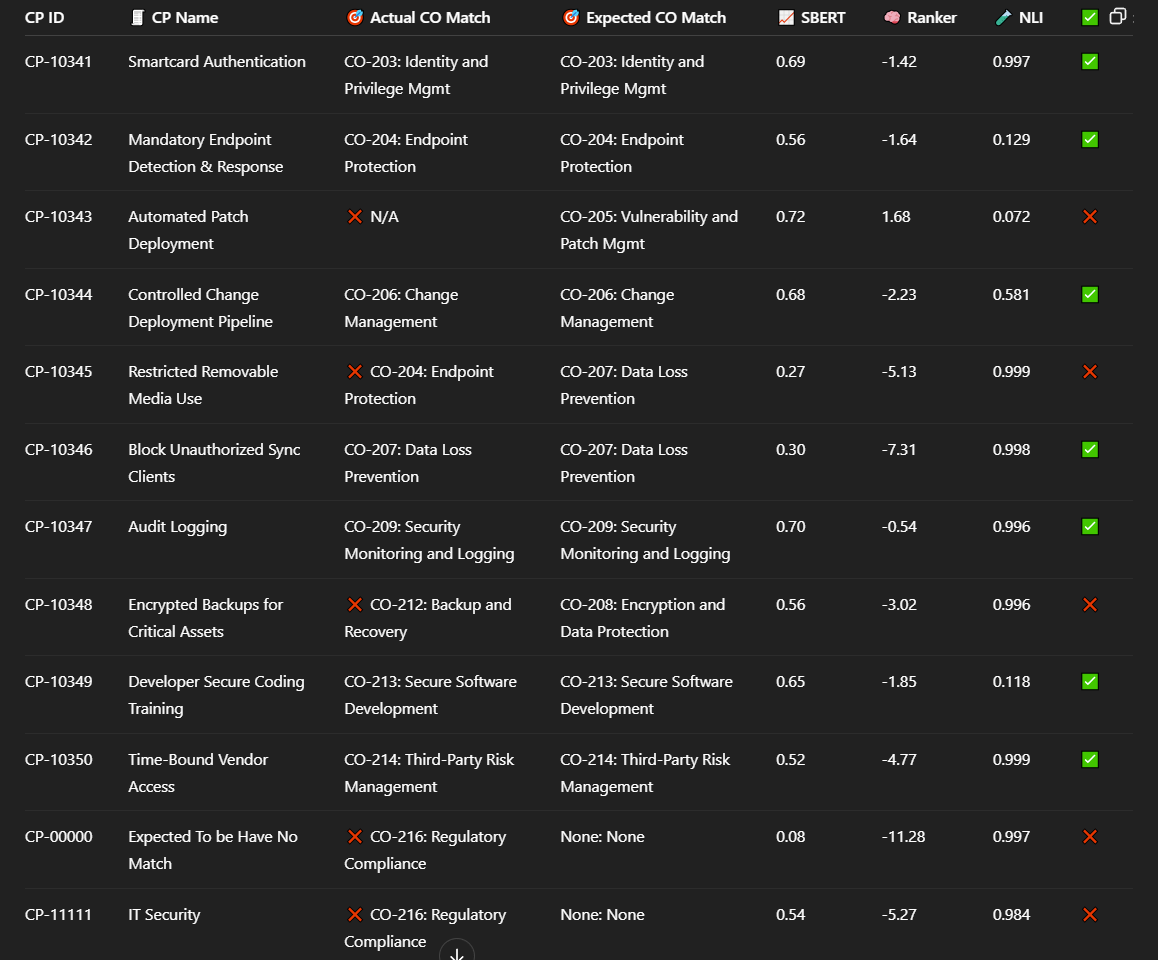 CP ID 📜 CP Name 🎯 Actual CO Match 🎯 Expected CO Match 📈 SBERT 🧠 Ranker 🧪 NLI ✅
CP-10341 Smartcard Authentication CO-203: Identity and CO-203: Identity and 0.69 -1.42 0.997 ✅
Privilege Mgmt Privilege Mgmt
CP-10342 Mandatory Endpoint CO-204: Endpoint CO-204: Endpoint 0.56 -1.64 0.129 ✅
Detection & Response Protection Protection
CP-10343 Automated Patch ❌ N/A CO-205: Vulnerability and 0.72 1.68 0.072 ❌
Deployment Patch Mgmt
CP-10344 Controlled Change CO-206: Change CO-206: Change 0.68 -2.23 0.581 ✅
Deployment Pipeline Management Management
CP-10345 Restricted Removable ❌ CO-204: Endpoint CO-207: Data Loss 0.27 -5.13 0.999 ❌
Media Use Protection Prevention
CP-10346 Block Unauthorized Sync CO-207: Data Loss CO-207: Data Loss 0.30 -7.31 0.998 ✅
Clients Prevention Prevention
CP-10347 Audit Logging CO-209: Security CO-209: Security 0.70 -0.54 0.996 ✅
Monitoring and Logging Monitoring and Logging
CP-10348 Encrypted Backups for ❌ CO-212: Backup and CO-208: Encryption and 0.56 -3.02 0.996 ❌
Critical Assets Recovery Data Protection
CP-10349 Developer Secure Coding CO-213: Secure Software CO-213: Secure Software 0.65 -1.85 0.118 ✅
Training Development Development
CP-10350 Time-Bound Vendor CO-214: Third-Party Risk CO-214: Third-Party Risk 0.52 -4.77 0.999 ✅
Access Management Management
CP-00000 Expected To be Have No ❌ CO-216: Regulatory None: None 0.08 -11.28 0.997 ❌
Match Compliance
CP-11111 IT Security ❌ CO-216: Regulatory None: None 0.54 -5.27 0.984 ❌
Compliance